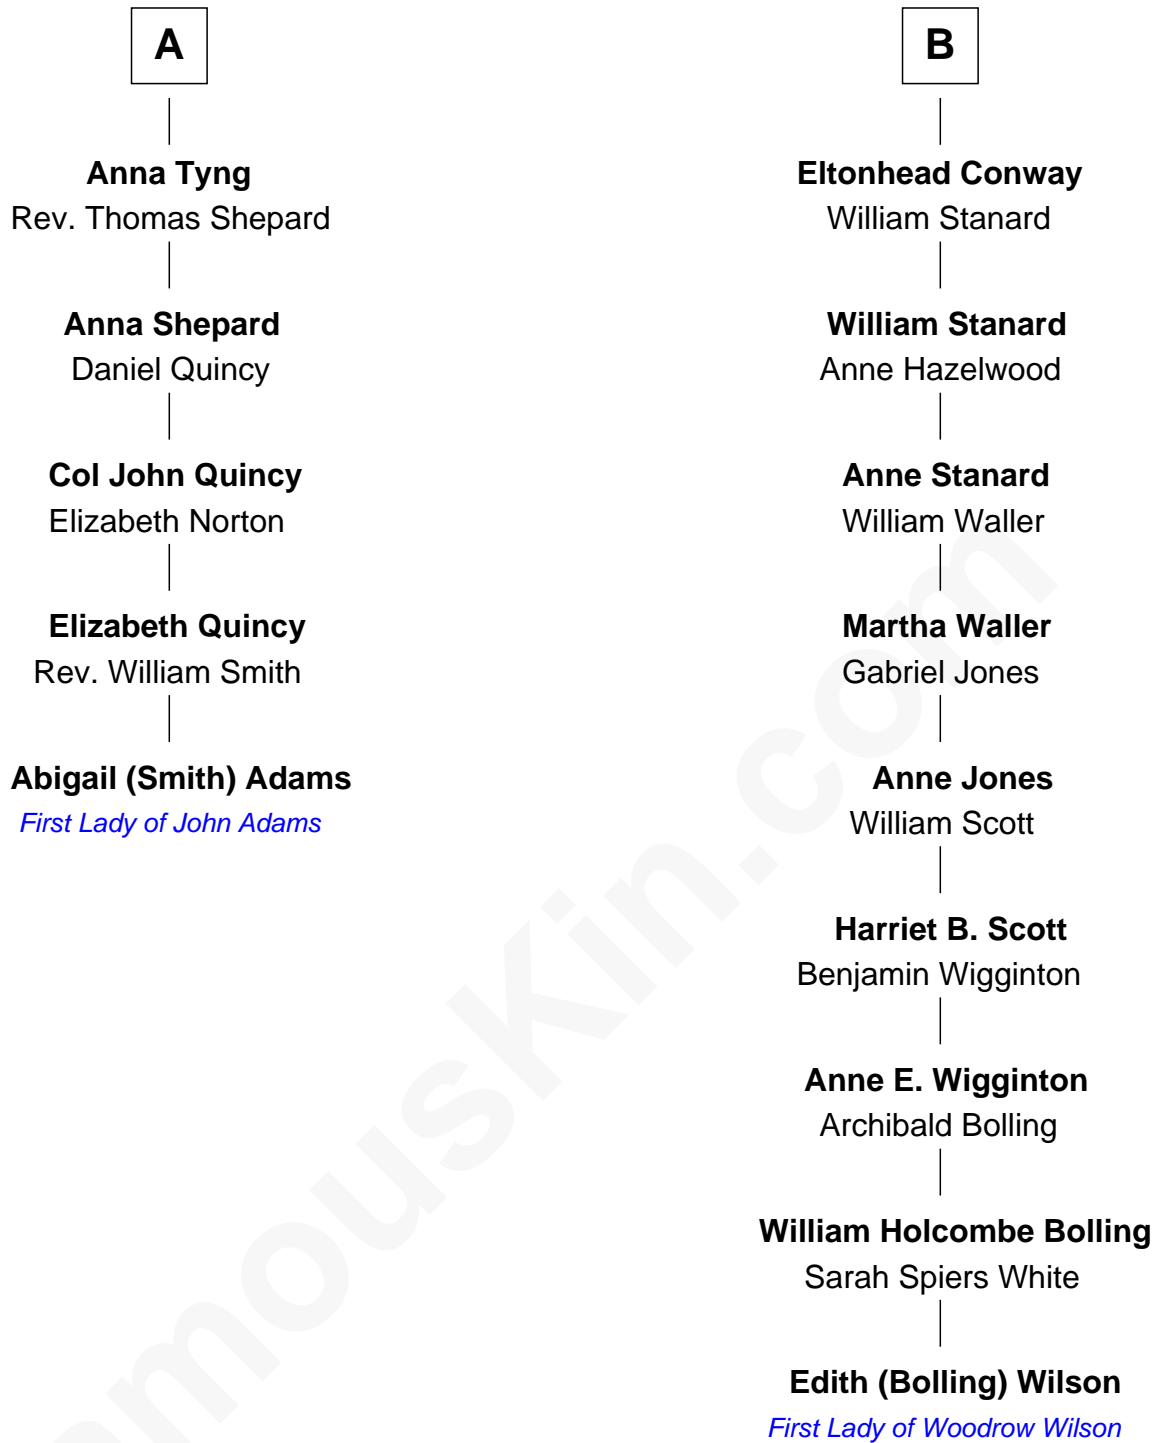 A
Anna Tyng
Rev. Thomas Shepard
Anna Shepard
Daniel Quincy
Col John Quincy
Elizabeth Norton
Elizabeth Quincy
Rev. William Smith
Abigail (Smith) Adams
First Lady of John Adams
B
Eltonhead Conway
William Stanard
William Stanard
Anne Hazelwood
Anne Stanard
William Waller
Martha Waller
Gabriel Jones
Anne Jones
William Scott
Harriet B. Scott
Benjamin Wigginton
Anne E. Wigginton
Archibald Bolling
William Holcombe Bolling
Sarah Spiers White
Edith (Bolling) Wilson
First Lady of Woodrow Wilson
amouskin.com